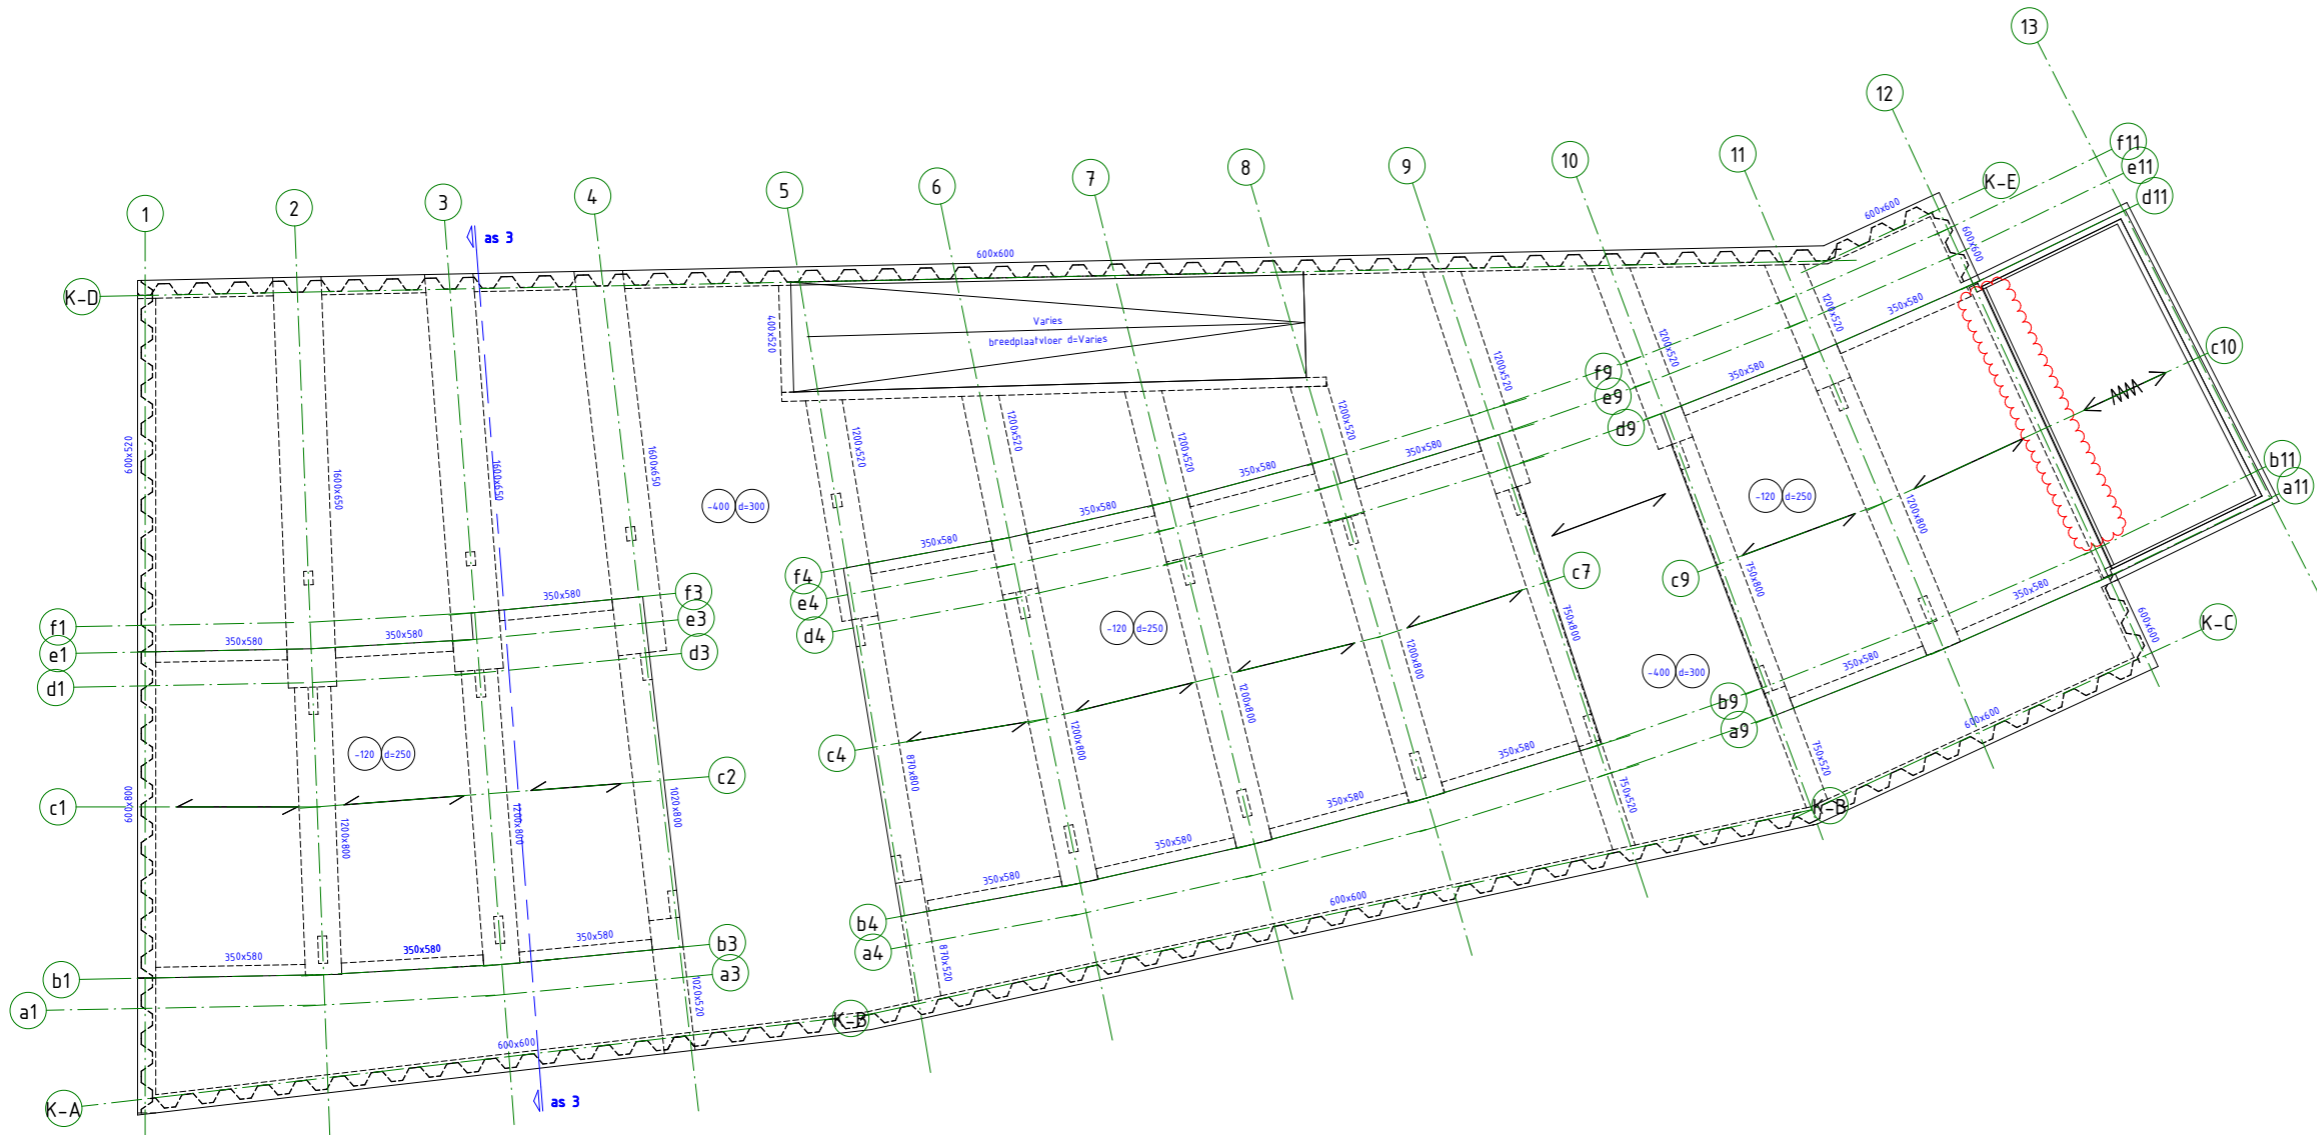 13
12
11
10
9
8
7
6
5
4
3
2
1
f11
e11
d11
K-E
600x600
600x600
as 3
600x600
K-D
400x520
Varies
breedplaatvloer d=Varies
1200x520
1200x520
350x580
c10
350x580
1200x520
f9
e9
d9
1200x520
1200x520
1200x520
1200x520
350x580
350x580
350x580
350x580
600x520
1600x650
1600x650
1600x650
-400
d=300
-120
d=250
b11
a11
1200x800
c9
750x800
c7
f4
e4
d4
350x580
f3
e3
d3
f1
e1
d1
350x580
350x580
-120
d=250
750x800
350x580
600x600
K-C
-400
d=300
350x580
b9
a9
1200x800
1200x800
1200x800
c4
870x800
350x580
750x520
750x520
600x600
K-B
-120
d=250
c2
c1
600x800
1200x800
1200x800
1020x800
350x580
350x580
350x580
b4
a4
870x520
600x600
b3
a3
350x580
350x580
350x580
b1
a1
1020x520
K-B
600x600
K-A
as 3